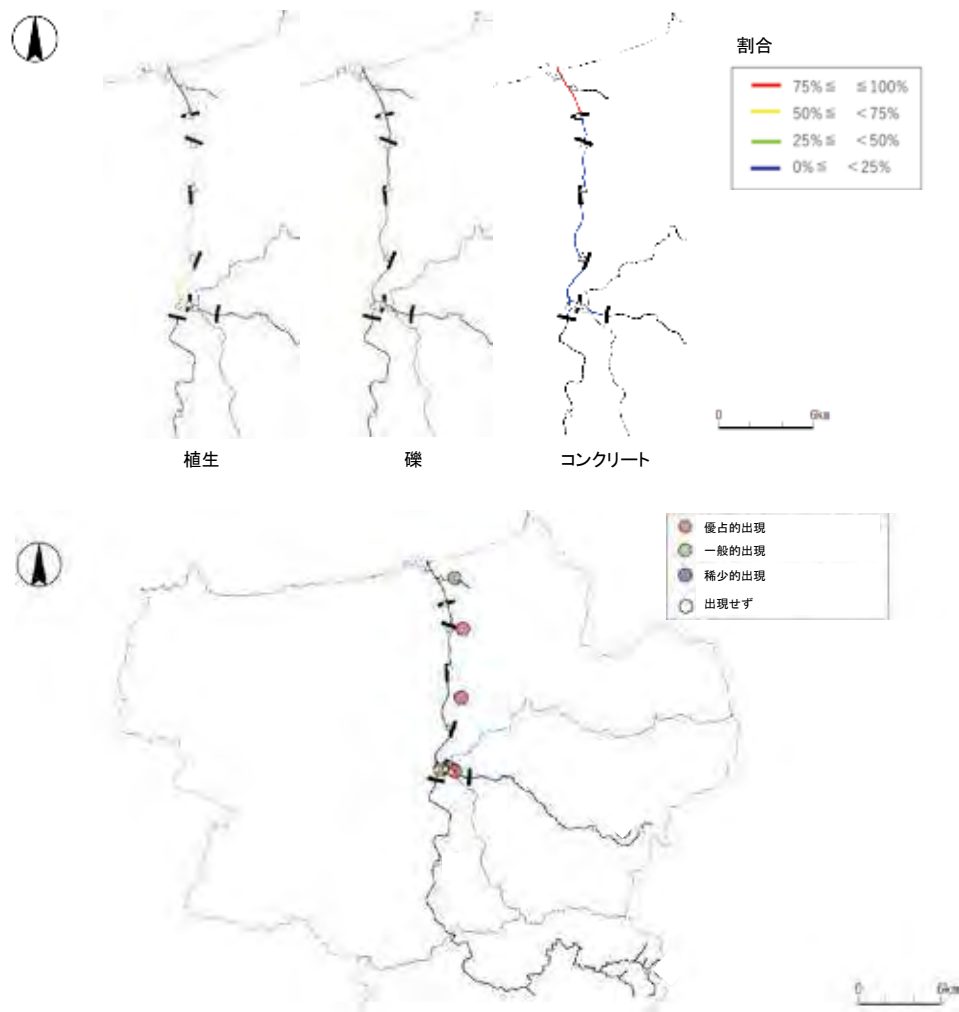 割合
75%≦ ≦100%
50%≦ <75%
25%≦ <50%
0%≦ <25%
0 6km
植生 礫 コンクリート
優占的出現
一般的出現
稀少的出現
出現せず
0 6km